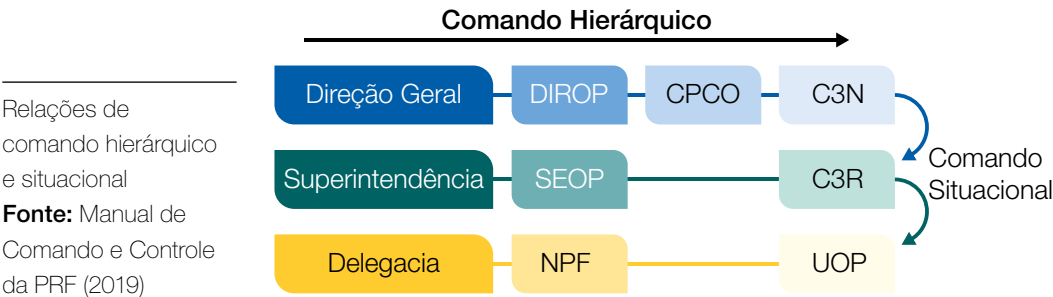 Comando Hierárquico
Direção Geral DIROP CPCO C3N
Superintendência SEOP C3R
Delegacia NPF UOP
Comando
Situacional
Relações de
comando hierárquico
e situacional
Fonte: Manual de
Comando e Controle
da PRF (2019)